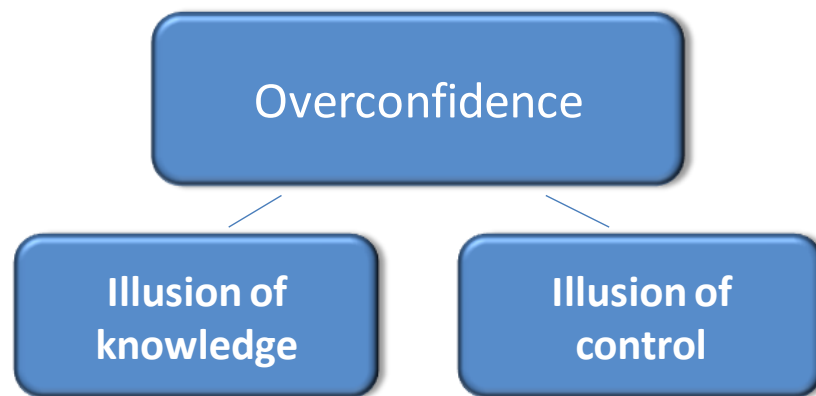 Overconfidence
Illusion of
knowledge
Illusion of
control